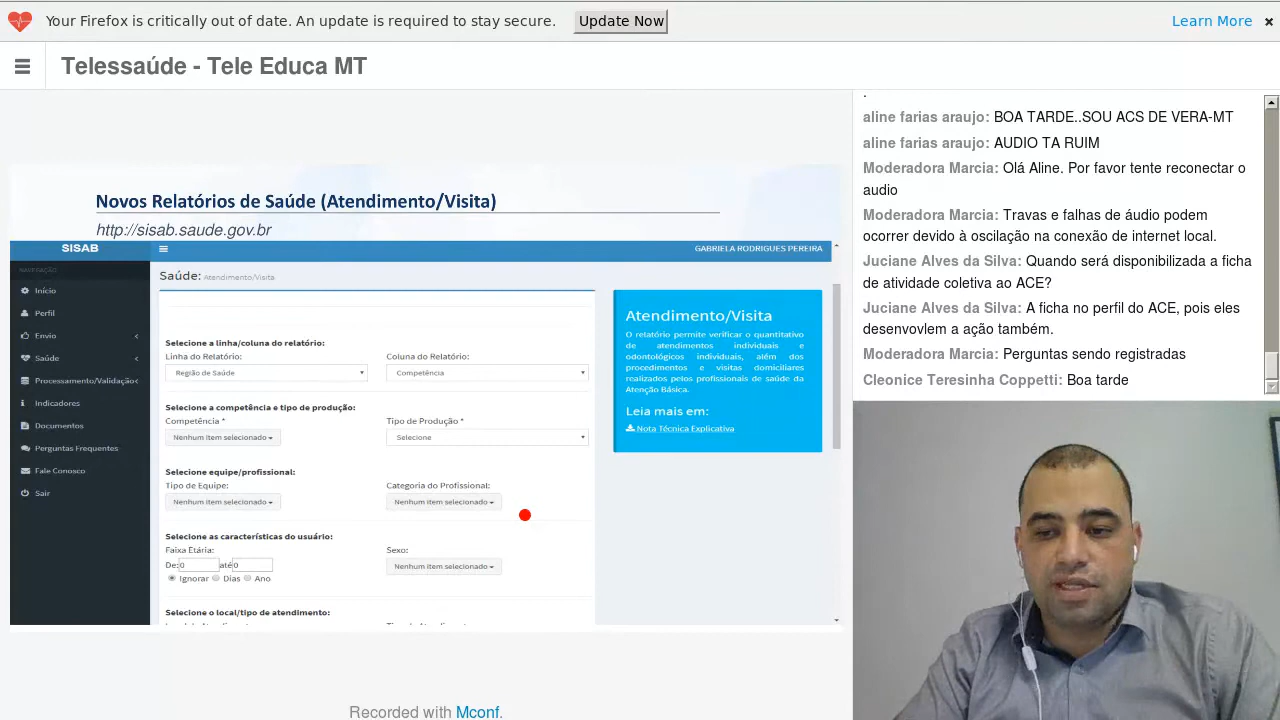 Your Firefox is critically out of date. An update is required to stay secure. Update Now Learn More ×
Telessaúde - Tele Educa MT
Novos Relatórios de Saúde (Atendimento/Visita)
http://sisab.saude.gov.br
SISAB
GABRIELA RODRIGUES PEREIRA
NAVEGAÇÃO
Início
Perfil
Envio
Saúde
Processamento/Validação
Indicadores
Documentos
Perguntas Frequentes
Fale Conosco
Sair
Saúde: Atendimento/Visita
Selecione a linha/coluna do relatório:
Linha do Relatório: Coluna do Relatório:
Região de Saúde Competência
Selecione a competência e tipo de produção:
Competência * Tipo de Produção *
Nenhum item selecionado Selecione
Selecione equipe/profissional:
Tipo de Equipe: Categoria do Profissional:
Nenhum item selecionado Nenhum item selecionado
Selecione as características do usuário:
Faixa Etária: Sexo:
De:0 até0 Nenhum item selecionado
Ignorar Dias Ano
Selecione o local/tipo de atendimento:
Atendimento/Visita
O relatório permite verificar o quantitativo
de atendimentos individuais e
odontológicos individuais, além dos
procedimentos e visitas domiciliares
realizados pelos profissionais de saúde da
Atenção Básica.
Leia mais em:
Nota Técnica Explicativa
aline farias araujo: BOA TARDE..SOU ACS DE VERA-MT
aline farias araujo: AUDIO TA RUIM
Moderadora Marcia: Olá Aline. Por favor tente reconectar o
audio
Moderadora Marcia: Travas e falhas de áudio podem
ocorrer devido à oscilação na conexão de internet local.
Juciane Alves da Silva: Quando será disponibilizada a ficha
de atividade coletiva ao ACE?
Juciane Alves da Silva: A ficha no perfil do ACE, pois eles
desenvovlem a ação também.
Moderadora Marcia: Perguntas sendo registradas
Cleonice Teresinha Coppetti: Boa tarde
Recorded with Mconf.